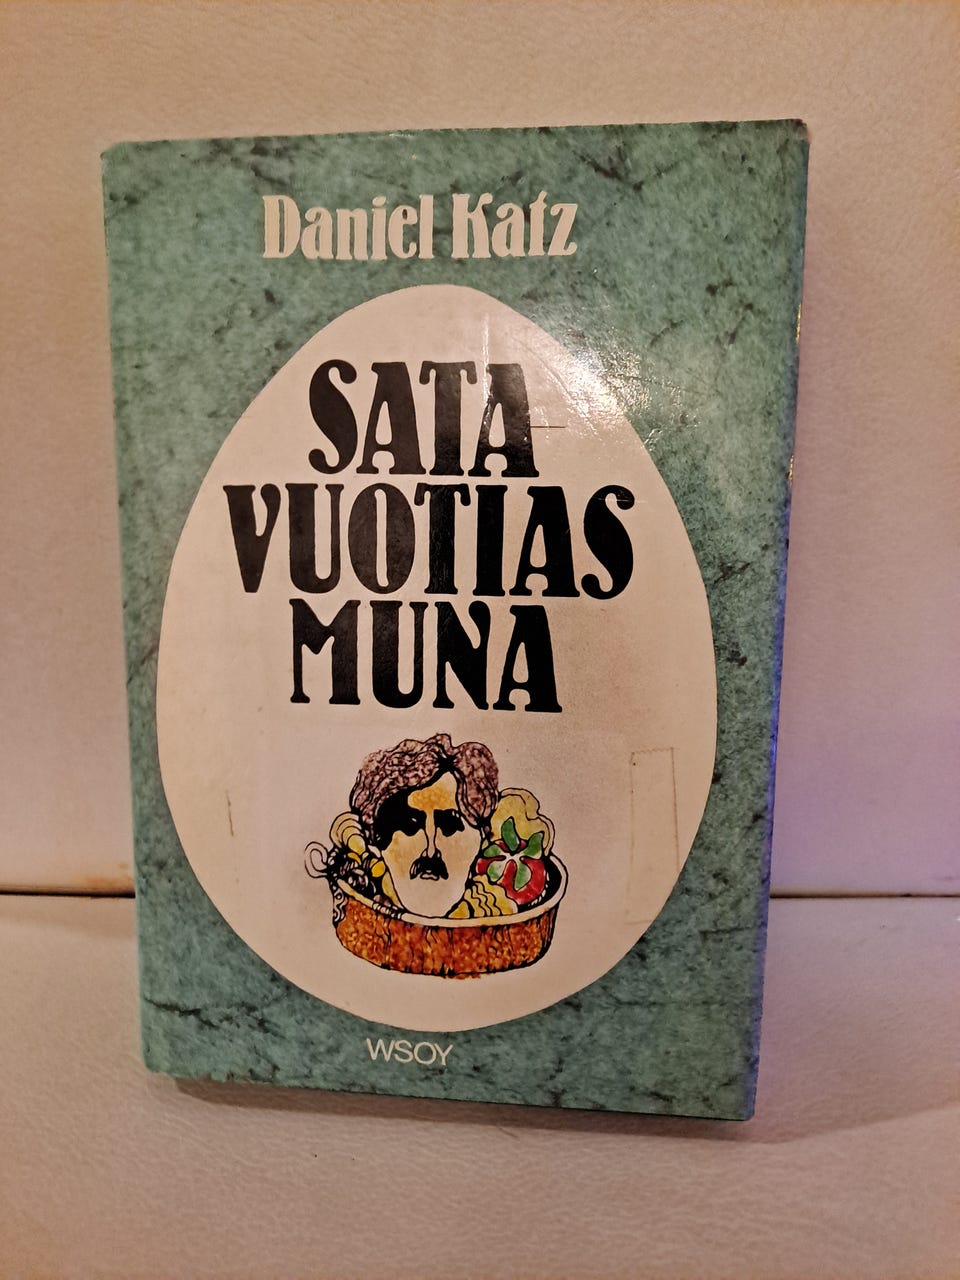 Daniel Katz
SATA
VUOTIAS
MUNA
WSOY